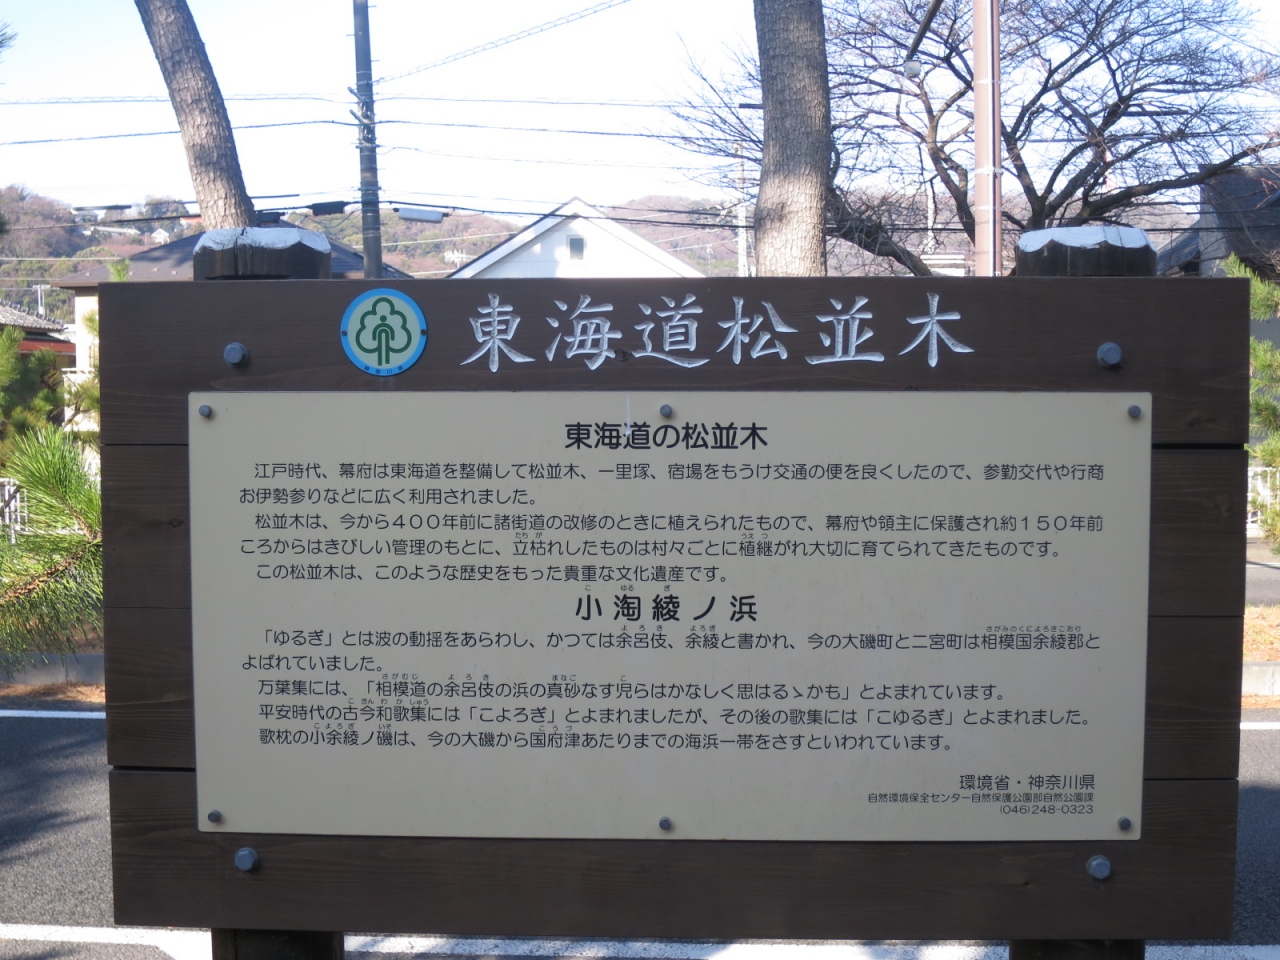 東海道松並木
東海道の松並木
江戸時代、幕府は東海道を整備して松並木、一里塚、宿場をもうけ交通の便を良くしたので、参勤交代や行商
お伊勢参りなどに広く利用されました。
松並木は、今から400年前に諸街道の改修のときに植えられたもので、幕府や領主に保護され約150年前
ころからはきびしい管理のもとに、立枯れしたものは村々ごとに植継がれ大切に育てられてきたものです。
この松並木は、このような歴史をもった貴重な文化遺産です。
小淘綾ノ浜
「ゆるぎ」とは波の動揺をあらわし、かつては余呂伎、余綾と書かれ、今の大磯町と二宮町は相模国余綾郡と
よばれていました。
万葉集には、「相模道の余呂伎の浜の真砂なす児らはかなしく思はるゝかも」とよまれています。
平安時代の古今和歌集には「こよろぎ」とよまれましたが、その後の歌集には「こゆるぎ」とよまれました。
歌枕の小余綾ノ磯は、今の大磯から国府津あたりまでの海浜一帯をさすといわれています。
環境省・神奈川県
自然環境保全センター自然保護公園部自然公園課
(046)248-0323